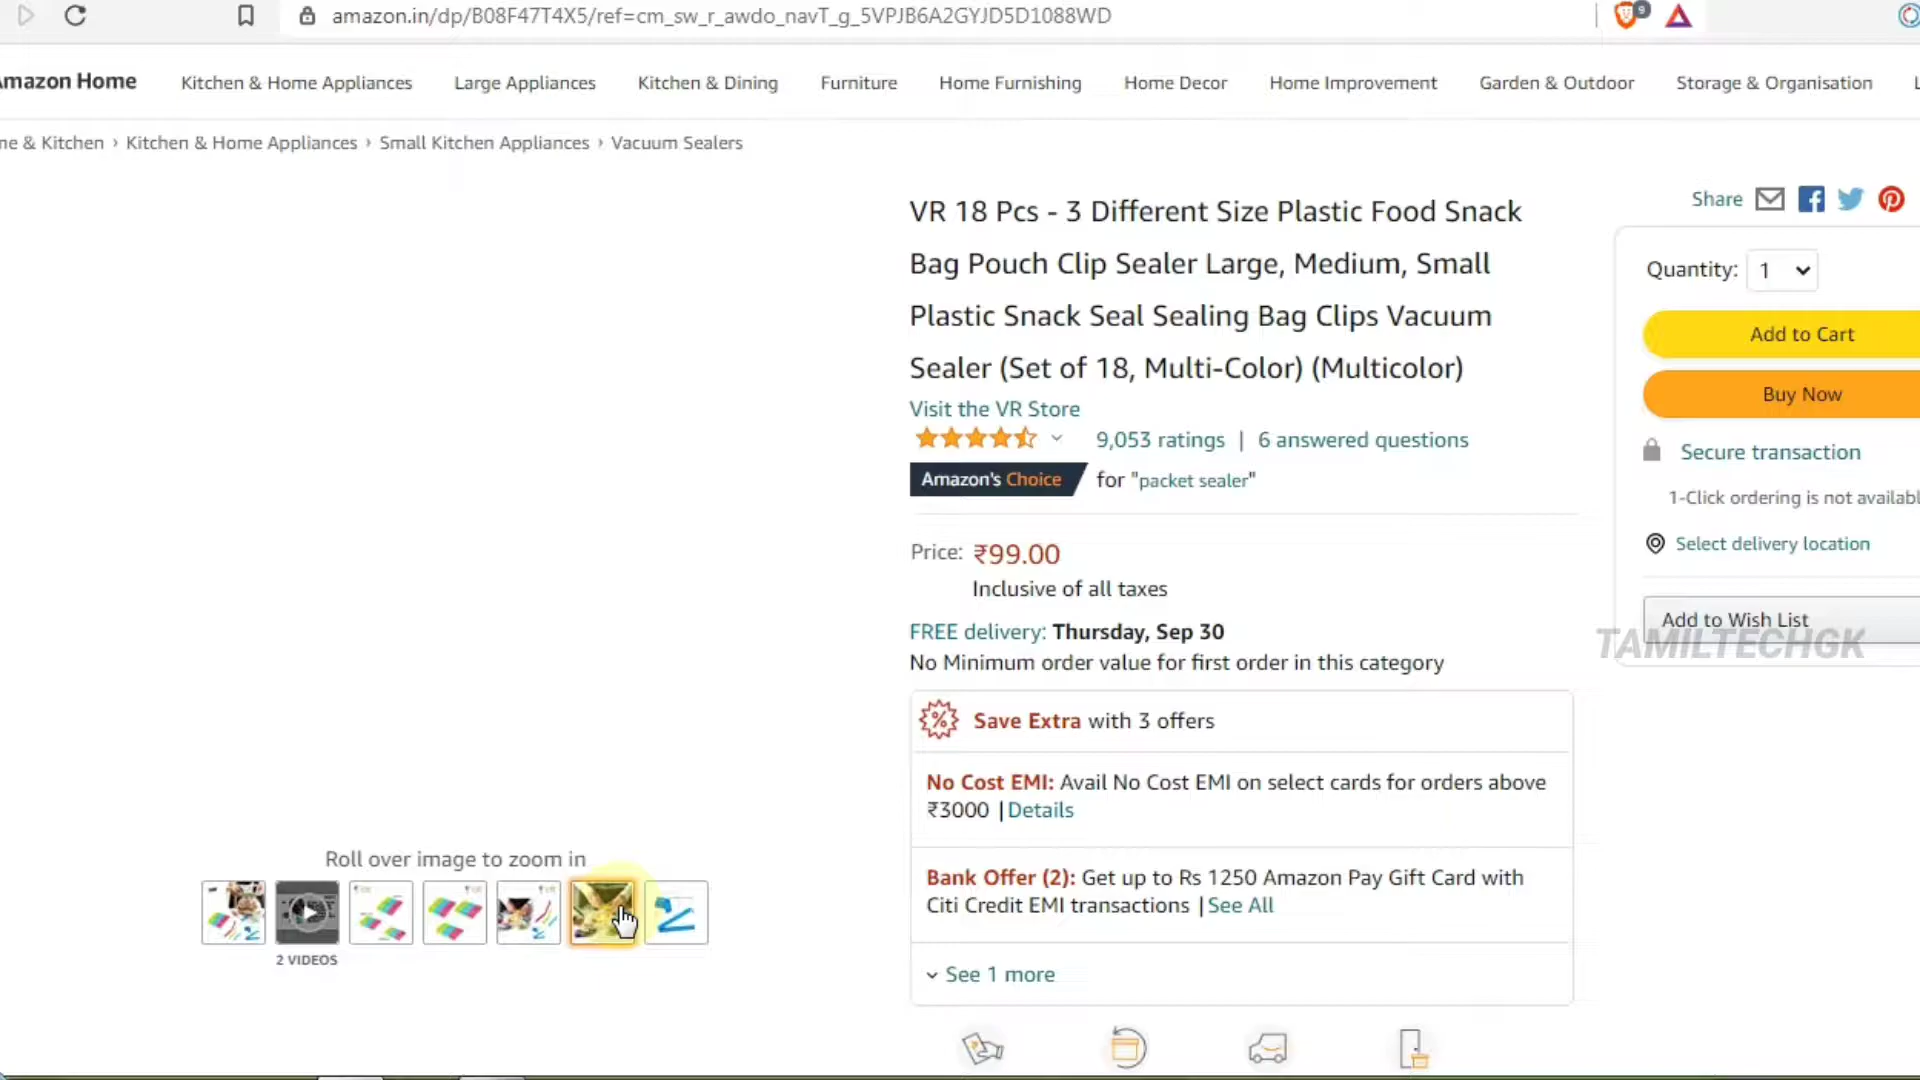 amazon.in/dp/B08F47T4X5/ref=cm_sw_r_awdo_navT_g_5VPJB6A2GYJD5D1088WD
9
Amazon Home Kitchen & Home Appliances Large Appliances Kitchen & Dining Furniture Home Furnishing Home Decor Home Improvement Garden & Outdoor Storage & Organisation
& Kitchen › Kitchen & Home Appliances › Small Kitchen Appliances › Vacuum Sealers
VR 18 Pcs - 3 Different Size Plastic Food Snack
Bag Pouch Clip Sealer Large, Medium, Small
Plastic Snack Seal Sealing Bag Clips Vacuum
Sealer (Set of 18, Multi-Color) (Multicolor)
Visit the VR Store
9,053 ratings | 6 answered questions
Amazon's Choice for "packet sealer"
Price: ₹99.00
Inclusive of all taxes
FREE delivery: Thursday, Sep 30
No Minimum order value for first order in this category
Save Extra with 3 offers
No Cost EMI: Avail No Cost EMI on select cards for orders above
₹3000 | Details
Bank Offer (2): Get up to Rs 1250 Amazon Pay Gift Card with
Citi Credit EMI transactions | See All
See 1 more
Share
Quantity: 1
Add to Cart
Buy Now
Secure transaction
1-Click ordering is not availabl
Select delivery location
Add to Wish List
TAMILTECHGK
Roll over image to zoom in
2 VIDEOS